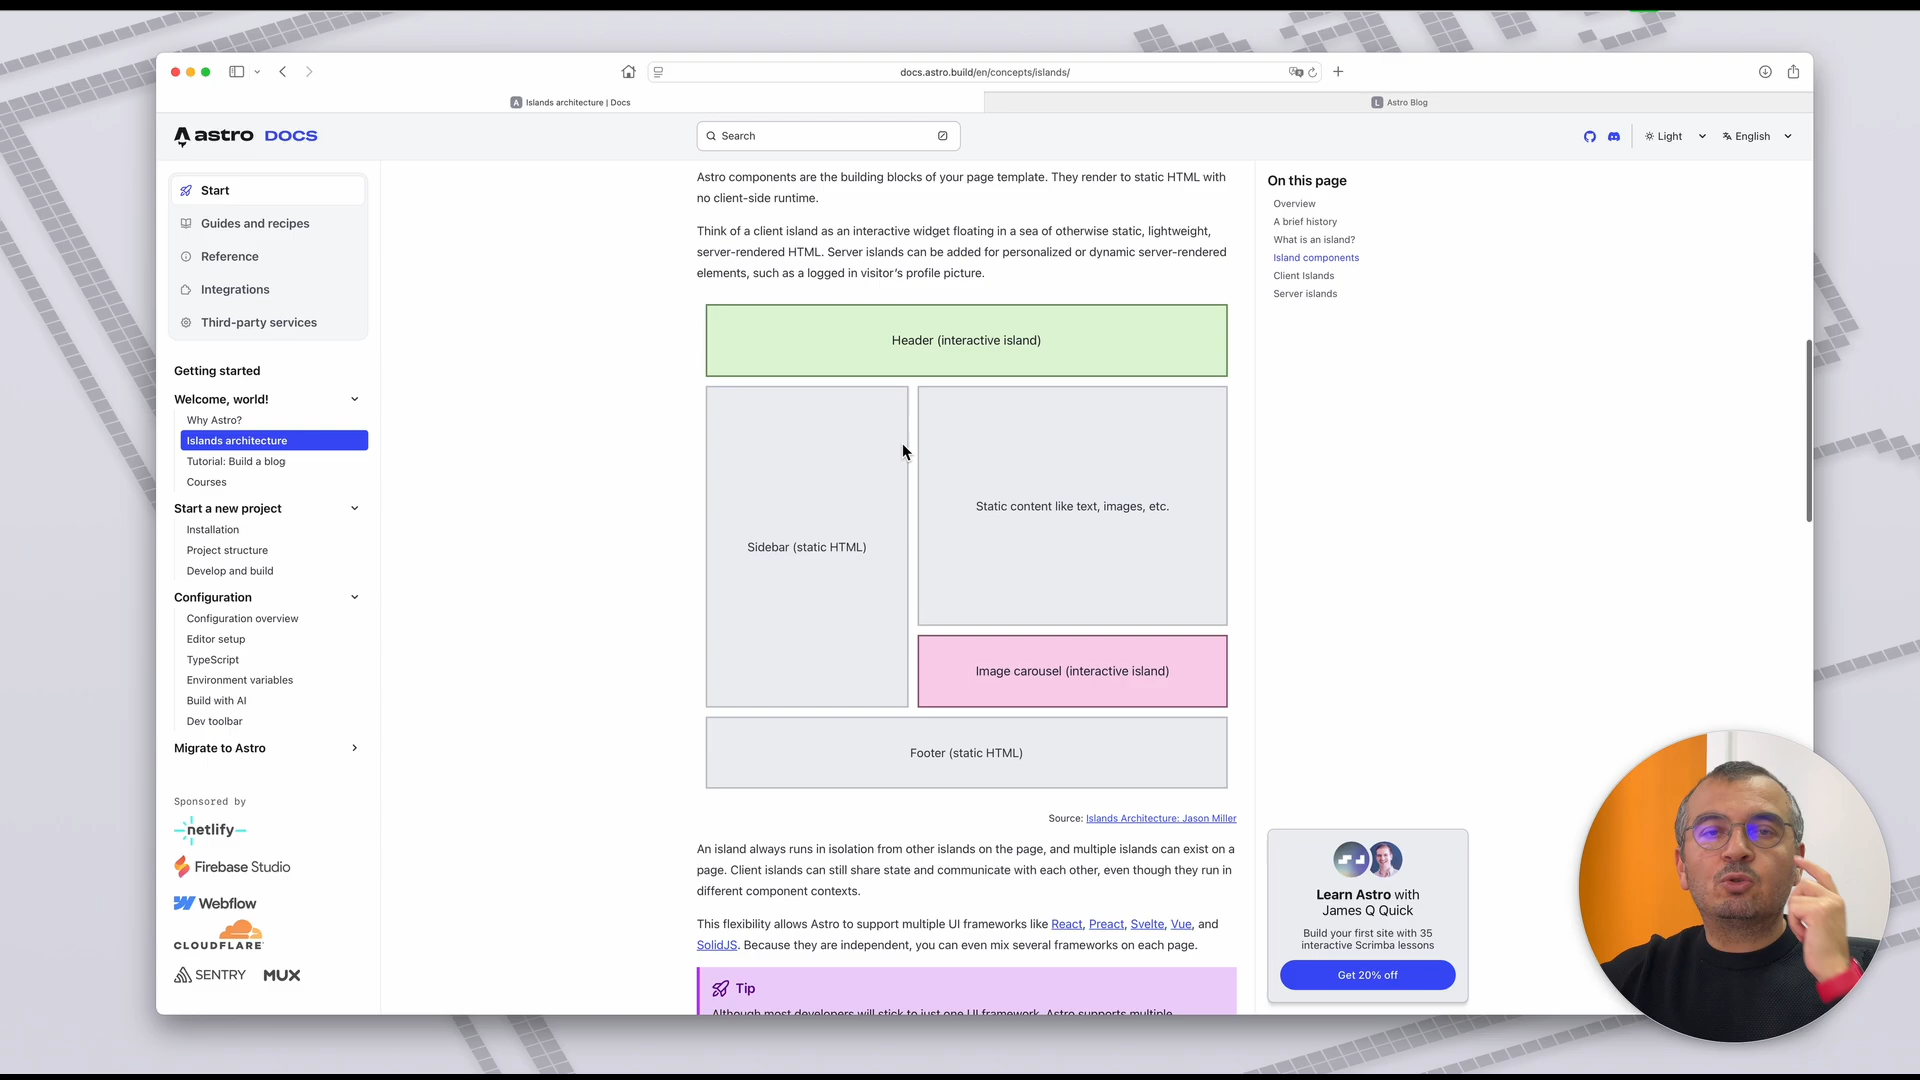 docs.astro.build/en/concepts/islands/
Islands architecture | Docs
Astro Blog
astro DOCS
Search
Light
English
Start
Guides and recipes
Reference
Integrations
Third-party services
Getting started
Welcome, world!
Why Astro?
Islands architecture
Tutorial: Build a blog
Courses
Start a new project
Installation
Project structure
Develop and build
Configuration
Configuration overview
Editor setup
TypeScript
Environment variables
Build with AI
Dev toolbar
Migrate to Astro
Sponsored by
netlify
Firebase Studio
Webflow
CLOUDFLARE
SENTRY MUX
Astro components are the building blocks of your page template. They render to static HTML with
no client-side runtime.
Think of a client island as an interactive widget floating in a sea of otherwise static, lightweight,
server-rendered HTML. Server islands can be added for personalized or dynamic server-rendered
elements, such as a logged in visitor’s profile picture.
Header (interactive island)
Sidebar (static HTML)
Static content like text, images, etc.
Image carousel (interactive island)
Footer (static HTML)
Source: Islands Architecture: Jason Miller
An island always runs in isolation from other islands on the page, and multiple islands can exist on a
page. Client islands can still share state and communicate with each other, even though they run in
different component contexts.
This flexibility allows Astro to support multiple UI frameworks like React, Preact, Svelte, Vue, and
SolidJS. Because they are independent, you can even mix several frameworks on each page.
Tip
Although most developers will stick to just one UI framework, Astro supports multiple
On this page
Overview
A brief history
What is an island?
Island components
Client Islands
Server islands
Learn Astro with
James Q Quick
Build your first site with 35
interactive Scrimba lessons
Get 20% off